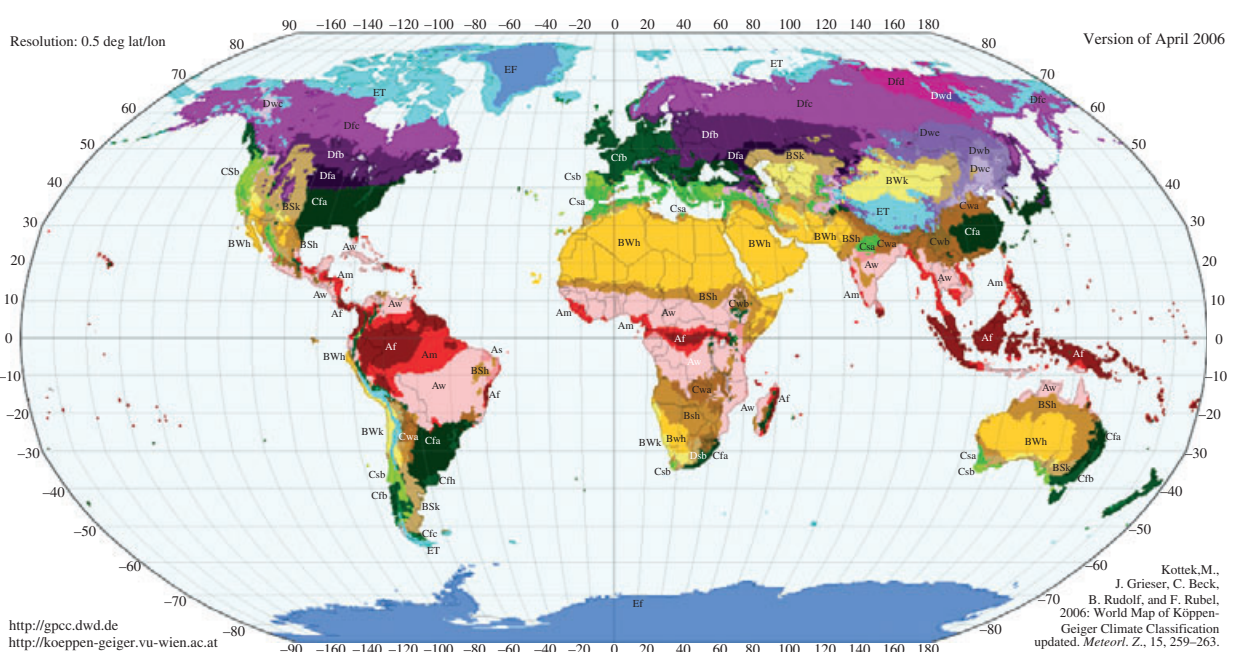 90 −160 −140 −120 −100 −80 −60 −40 −20 0 20 40 60 80 100 120 140 160 180
Resolution: 0.5 deg lat/lon
Version of April 2006
80 80
70 70
60 60
50 50
40 40
30 30
20 20
10 10
0 0
−10 −10
−20 −20
−30 −30
−40 −40
−50 −50
−60 −60
−70 −70
−80 −80
EF
ET
Dwc
Dfc
Dfb
Dfa
CSb
Cfa
BSk
BWh
BSh
Aw
Am
Aw
Af
Aw
Af
Am
BWh
As
BSh
Aw
Af
BWk
Cwa
Cfa
Csb
Cfh
Cfb
BSk
Cfc
ET
ET
Dfd
Dwd
Dfc
Dfc
Dwe
Dfb
Dwb
Cfb
Dfa
BSk
Dwc
Csb
BWk
Csa
Csa
ET
Cwa
Cfa
BWh
BWh
BWh
BSh
Csa
Cwa
Cwb
Aw
Aw
BSh
Cwb
Am
Am
Am
Aw
Am
Af
Af
Af
Aw
Cwa
Aw
Af
Aw
Bsh
BSh
BWk
Bwh
BWh
Cfa
Csb
Dsb
Cfa
Csa
Csb
BSk
Cfb
Ef
Kottek,M.,
J. Grieser, C. Beck,
B. Rudolf, and F. Rubel,
2006: World Map of Köppen-
Geiger Climate Classification
updated. Meteorl. Z., 15, 259–263.
http://gpcc.dwd.de
http://koeppen-geiger.vu-wien.ac.at
−90 −160 −140 −120 −100 −80 −60 −40 −20 0 20 40 60 80 100 120 140 160 180